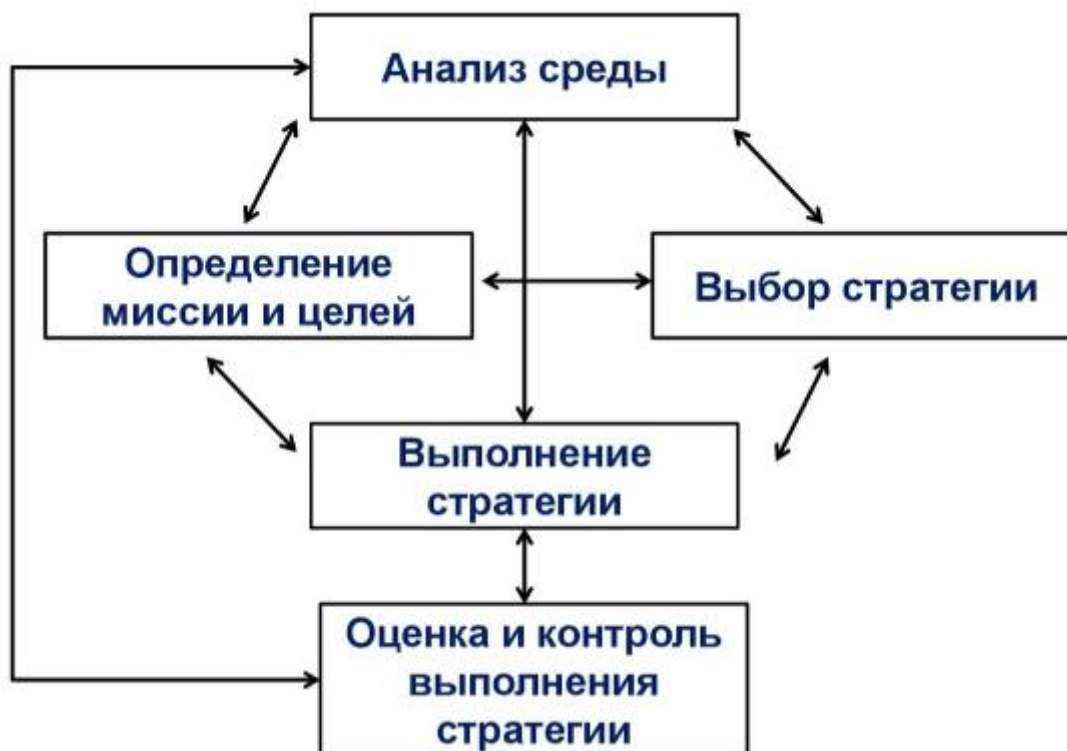 Анализ среды
Определение
миссии и целей
Выбор стратегии
Выполнение
стратегии
Оценка и контроль
выполнения
стратегии